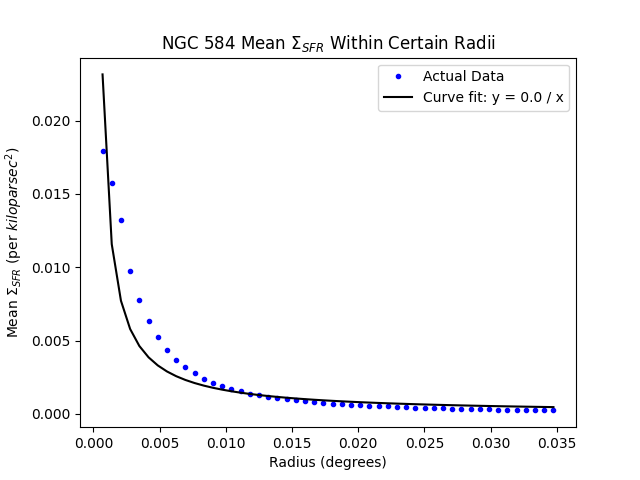 NGC 584 Mean Σ_SFR Within Certain Radii
Actual Data
Curve fit: y = 0.0 / x
0.020
0.015
0.010
0.005
0.000
Mean Σ_SFR (per kiloparsec²)
0.000 0.005 0.010 0.015 0.020 0.025 0.030 0.035
Radius (degrees)